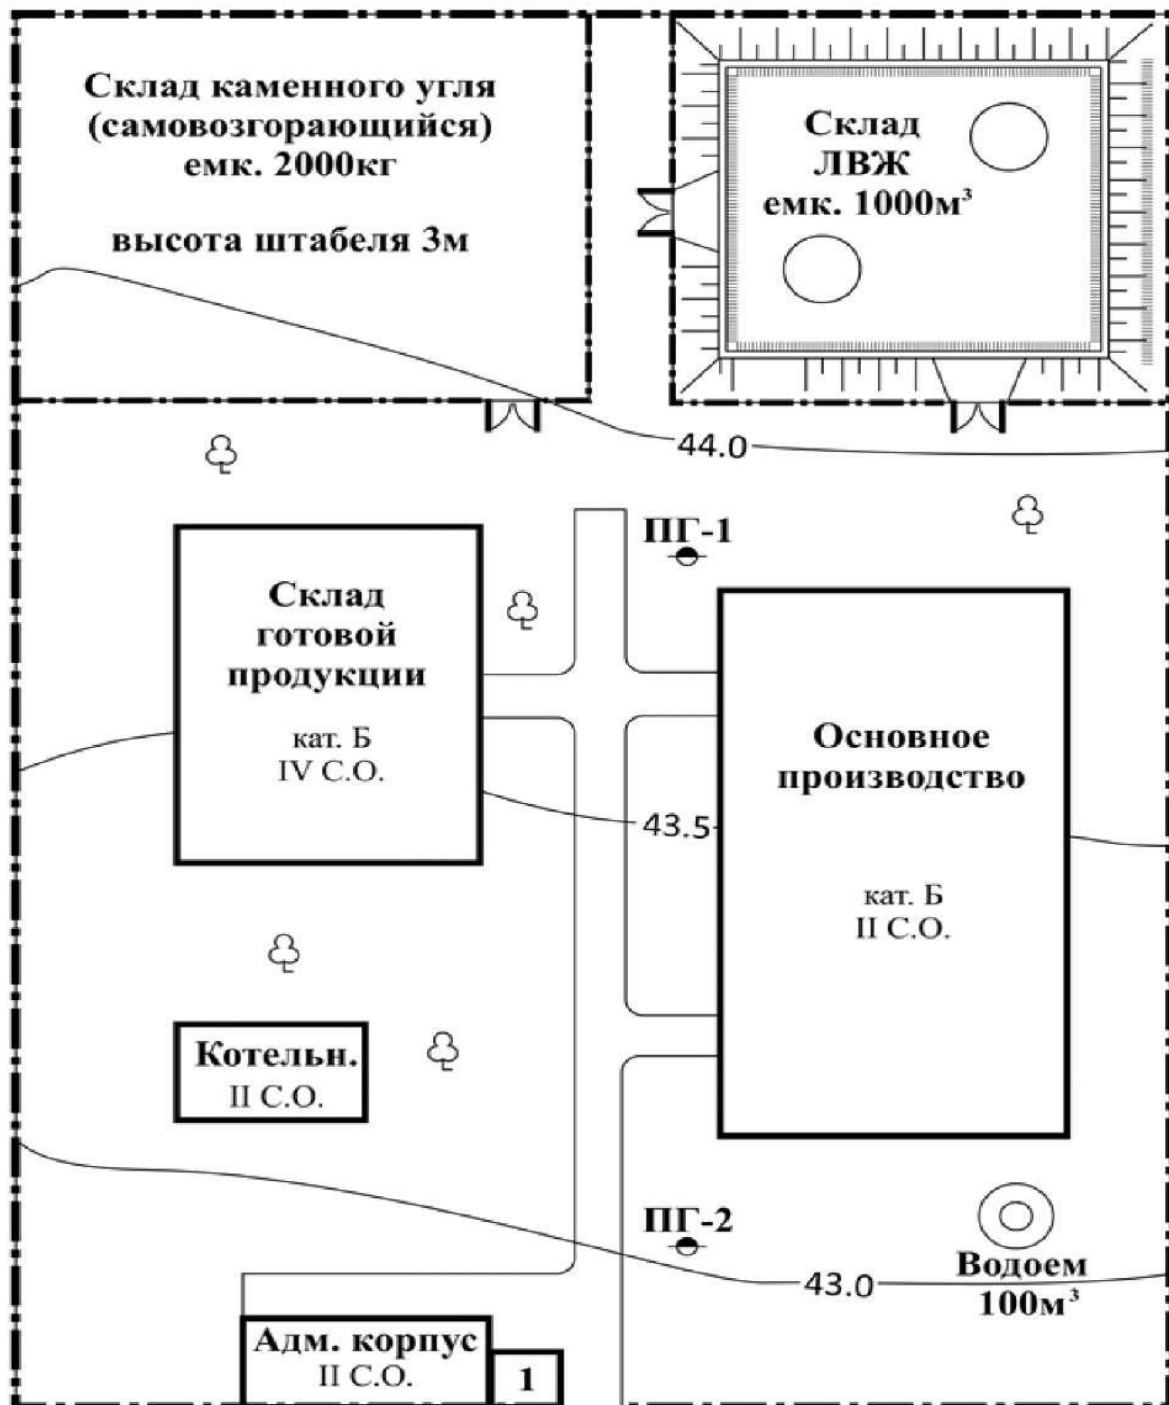 Склад каменного угля
(самовозгорающийся)
емк. 2000кг
высота штабеля 3м
Склад
ЛВЖ
емк. 1000м³
44.0
ПГ-1
Склад
готовой
продукции
кат. Б
IV С.О.
Основное
производство
43.5
кат. Б
II С.О.
Котельн.
II С.О.
ПГ-2
Водоем
100м³
43.0
Адм. корпус
II С.О.
1